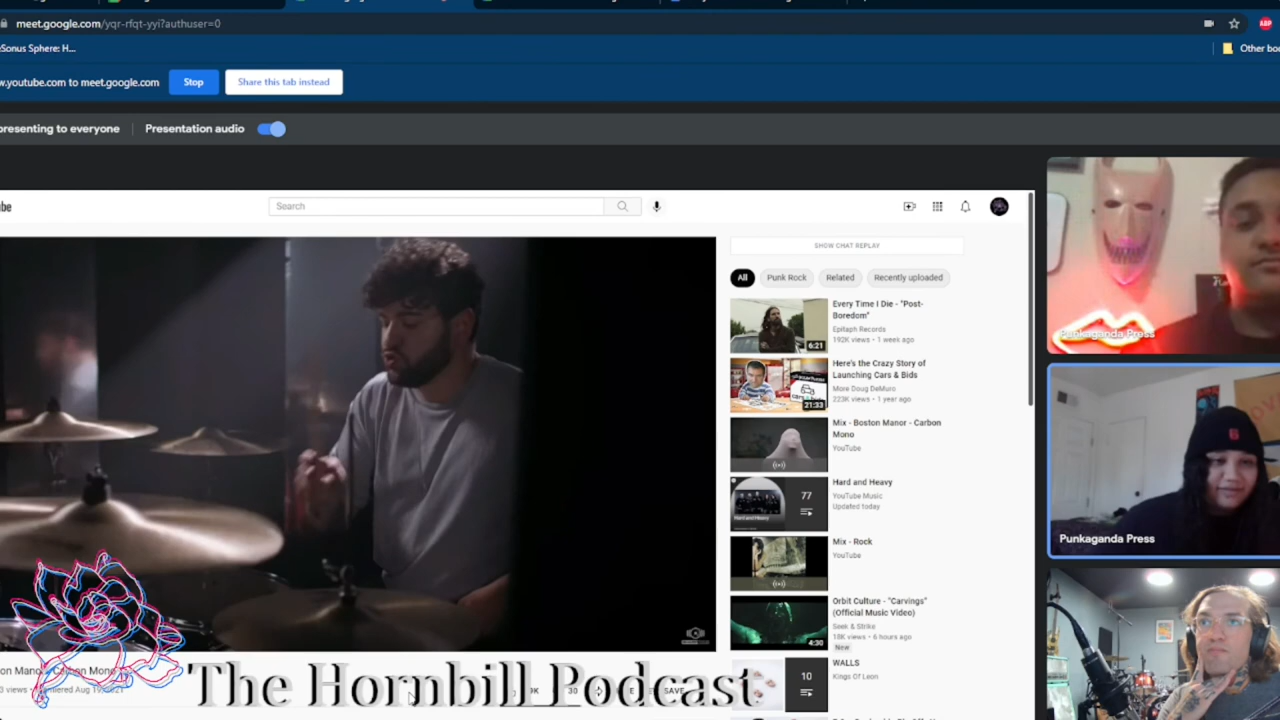 meet.google.com/yqr-rfqt-yyi?authuser=0
Sonus Sphere: H...
Other
.youtube.com to meet.google.com
Stop
Share this tab instead
presenting to everyone
Presentation audio
Search
SHOW CHAT REPLAY
All
Punk Rock
Related
Recently uploaded
Every Time I Die - "Post-
Boredom"
Epitaph Records
192K views • 1 week ago
6:21
Here's the Crazy Story of
Launching Cars & Bids
More Doug DeMuro
223K views • 1 year ago
21:33
Mix - Boston Manor - Carbon
Mono
YouTube
Hard and Heavy
YouTube Music
Updated today
77
Hard and Heavy
Mix - Rock
YouTube
Orbit Culture - "Carvings"
(Official Music Video)
Seek & Strike
18K views • 6 hours ago
New
4:30
WALLS
Kings Of Leon
10
Punkaganda Press
Punkaganda Press
The Hornbill Podcast
SAVE